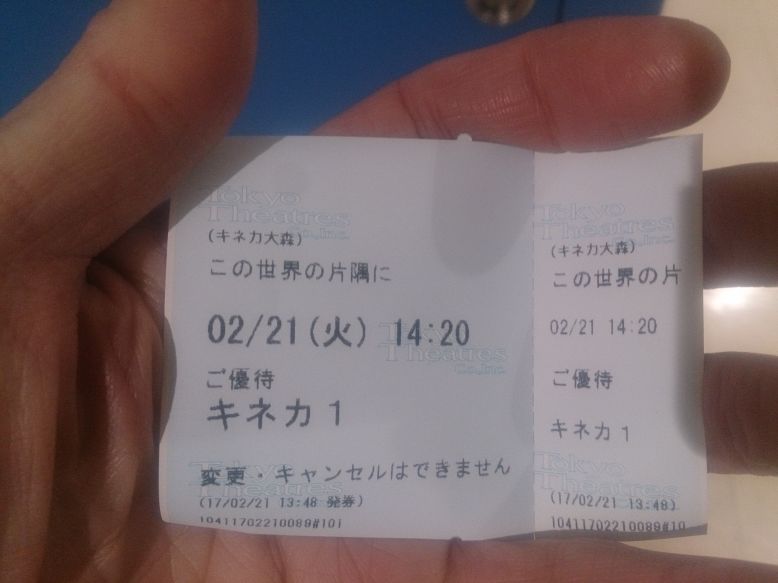 Tokyo
Theatres
Co.,Inc.
(キネカ大森)
この世界の片隅に
02/21(火) 14:20
Tokyo
Theatres
Co.,Inc.
ご優待
キネカ1
Tokyo
変更・キャンセルはできません
(17/02/21 13:48 発券)
10411702210089#101
Tokyo
Theatres
Co.,Inc.
(キネカ大森)
この世界の片
02/21 14:20
ご優待
キネカ1
Tokyo
Theatres
(17/02/21 13:48)
10411702210089#10